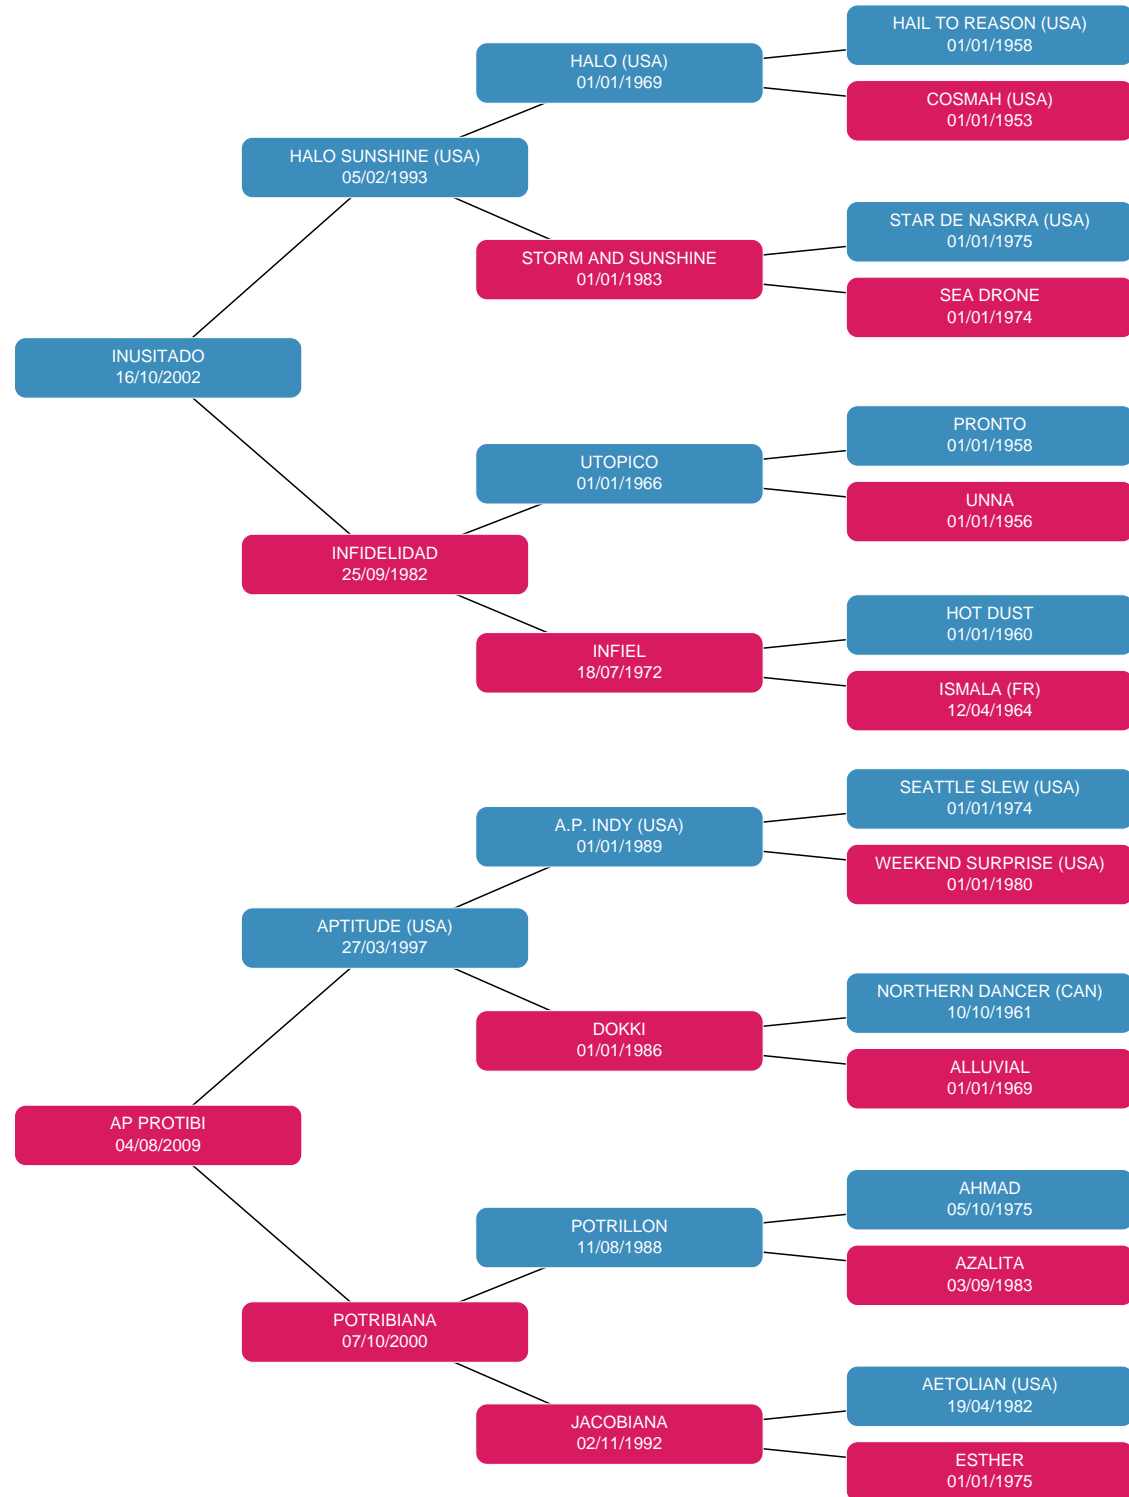 HAIL TO REASON (USA)
01/01/1958
HALO (USA)
01/01/1969
COSMAH (USA)
01/01/1953
HALO SUNSHINE (USA)
05/02/1993
STAR DE NASKRA (USA)
01/01/1975
STORM AND SUNSHINE
01/01/1983
SEA DRONE
01/01/1974
INUSITADO
16/10/2002
PRONTO
01/01/1958
UTOPICO
01/01/1966
UNNA
01/01/1956
INFIDELIDAD
25/09/1982
HOT DUST
01/01/1960
INFIEL
18/07/1972
ISMALA (FR)
12/04/1964
SEATTLE SLEW (USA)
01/01/1974
A.P. INDY (USA)
01/01/1989
WEEKEND SURPRISE (USA)
01/01/1980
APTITUDE (USA)
27/03/1997
NORTHERN DANCER (CAN)
10/10/1961
DOKKI
01/01/1986
ALLUVIAL
01/01/1969
AP PROTIBI
04/08/2009
AHMAD
05/10/1975
POTRILLON
11/08/1988
AZALITA
03/09/1983
POTRIBIANA
07/10/2000
AETOLIAN (USA)
19/04/1982
JACOBIANA
02/11/1992
ESTHER
01/01/1975